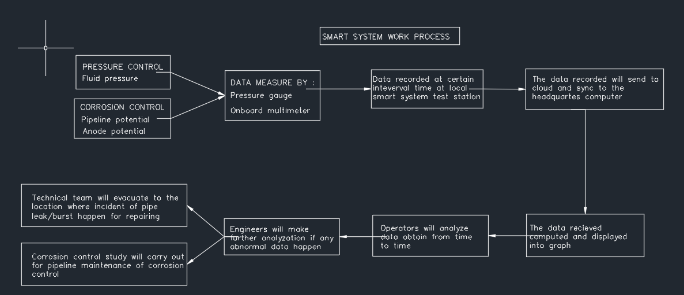 SMART SYSTEM WORK PROCESS
PRESSURE CONTROL
Fluid pressure
CORROSION CONTROL
Pipeline potential
Anode potential
DATA MEASURE BY :
Pressure gauge
Onboard multimeter
Data recorded at certain
inteverval time at local
smart system test station
The data recorded will send to
cloud and sync to the
headquartes computer
The data recieved
computed and displayed
into graph
Operators will analyze
data obtain from time
to time
Engineers will make
further analyzation if any
abnormal data happen
Technical team will evacuate to the
location where incident of pipe
leak/burst happen for repairing
Corrosion control study will carry out
for pipeline maintenance of corrosion
control